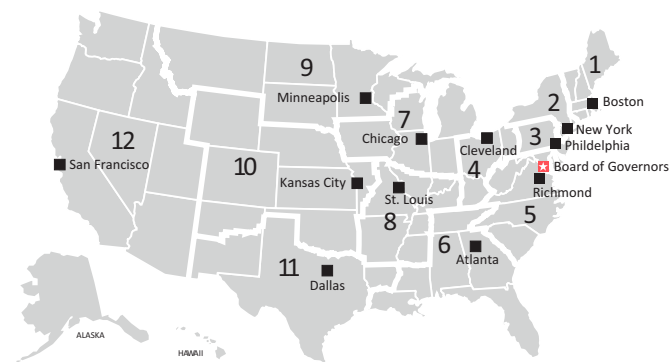 1
9
2
Minneapolis
Boston
7
12
New York
Chicago
3
Phildelphia
Cleveland
San Francisco
10
4
Board of Governors
Kansas City
Richmond
St. Louis
5
8
6
Atlanta
11
Dallas
ALASKA
HAWAII